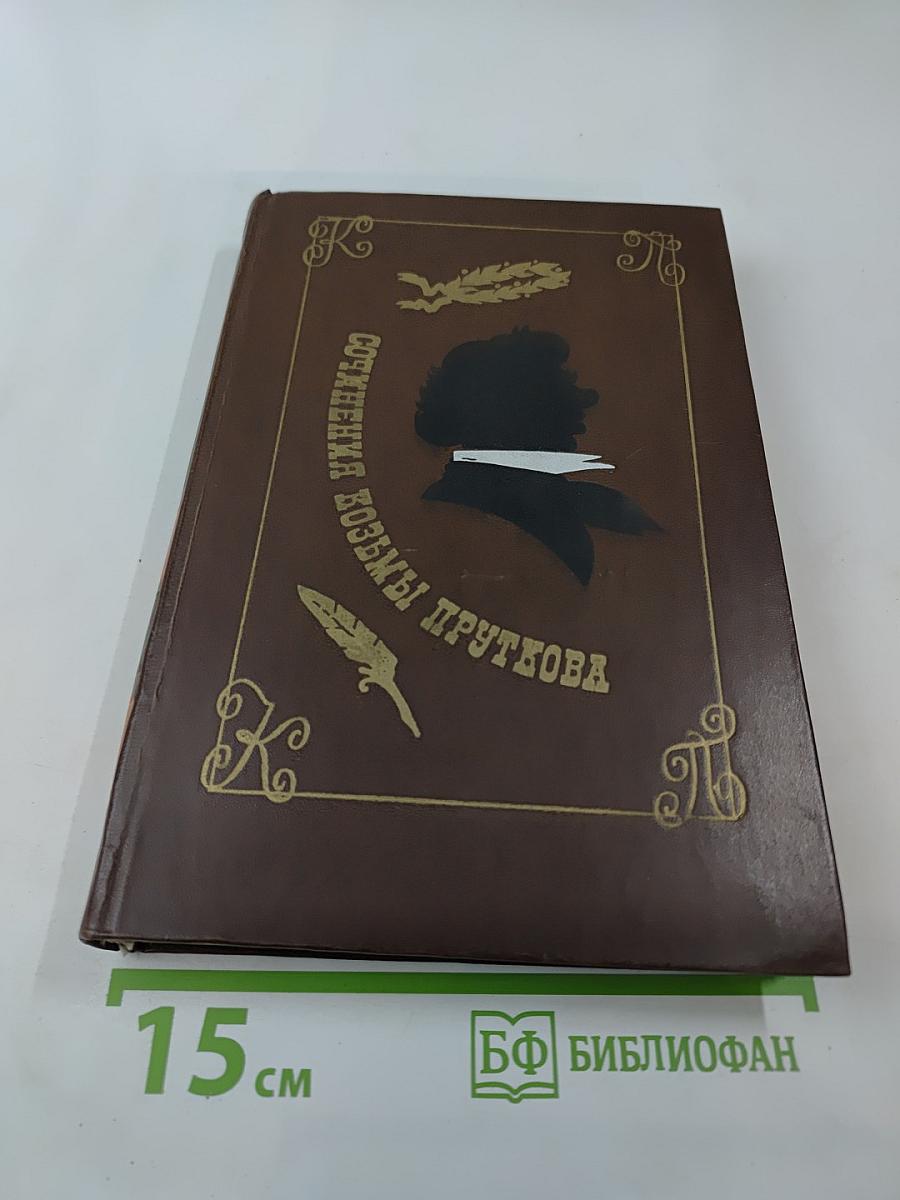 К П
СОЧИНЕНИЯ КОЗЬМЫ ПРУТКОВА
К П
15 см
БФ БИБЛИОФАН